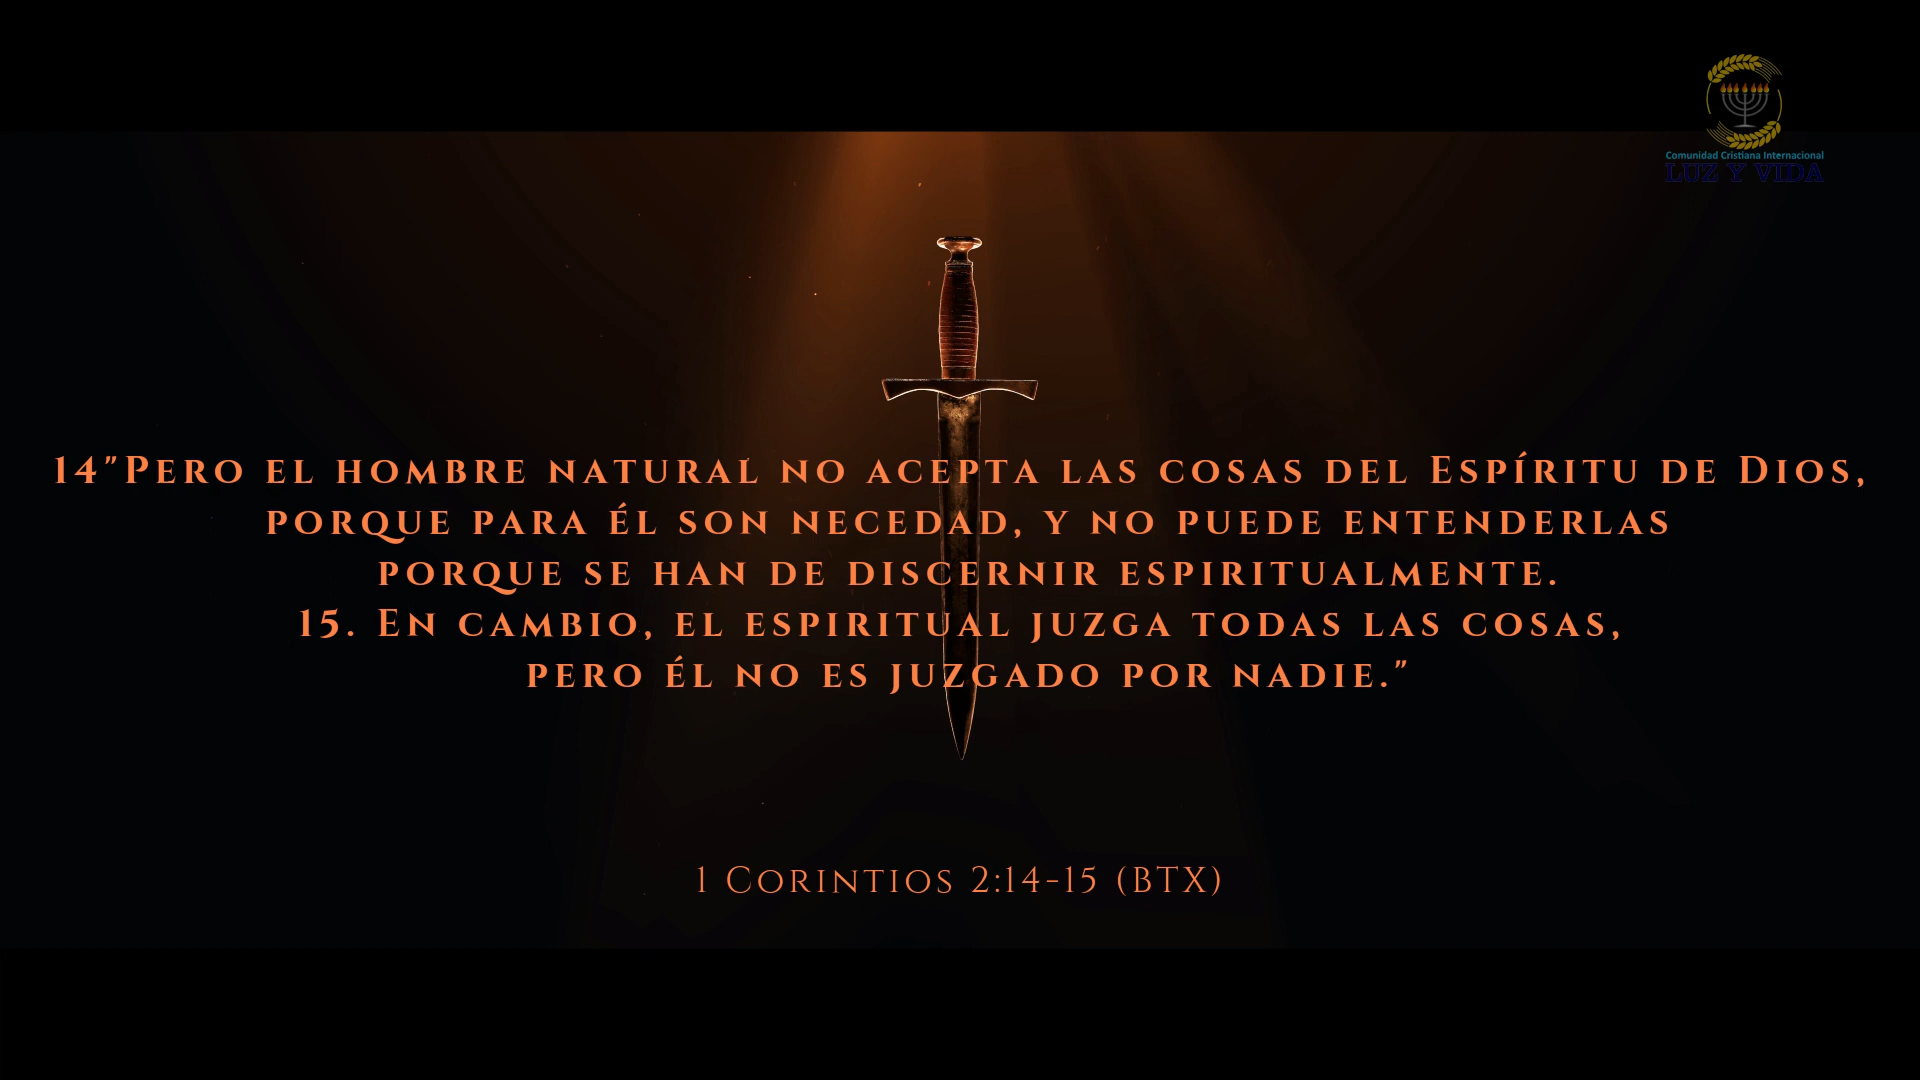 Comunidad Cristiana Internacional
LUZ Y VIDA
14"Pero el hombre natural no acepta las cosas del Espíritu de Dios,
porque para él son necedad, y no puede entenderlas
porque se han de discernir espiritualmente.
15. En cambio, el espiritual juzga todas las cosas,
pero él no es juzgado por nadie."
1 Corintios 2:14-15 (BTX)